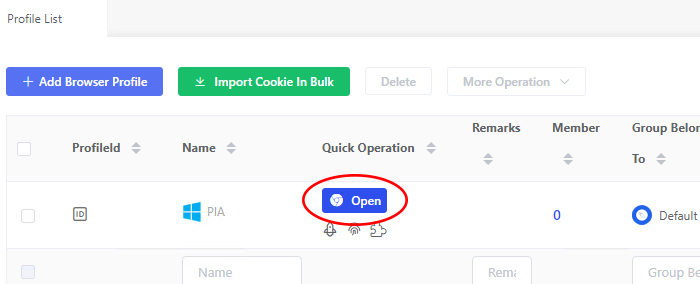 Profile List
+ Add Browser Profile
Import Cookie In Bulk
Delete
More Operation
ProfileId
Name
Quick Operation
Remarks
Member
Group Belon
To
ID
PIA
Open
0
Default
Name
Rema
Group Belo